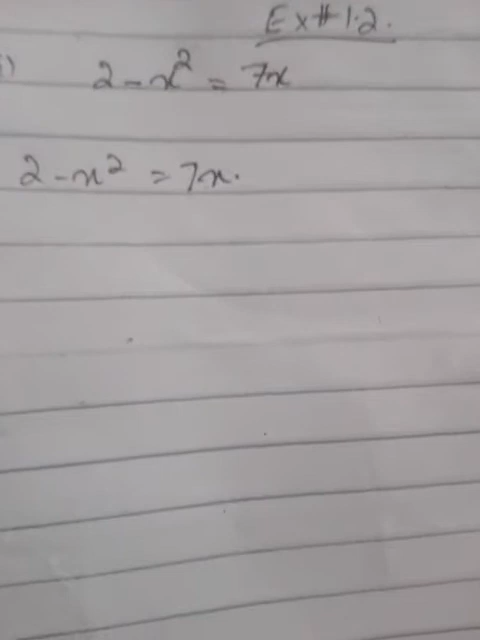 Ex # 1.2.
i) 2 - x² = 7x
2 - x² = 7x.